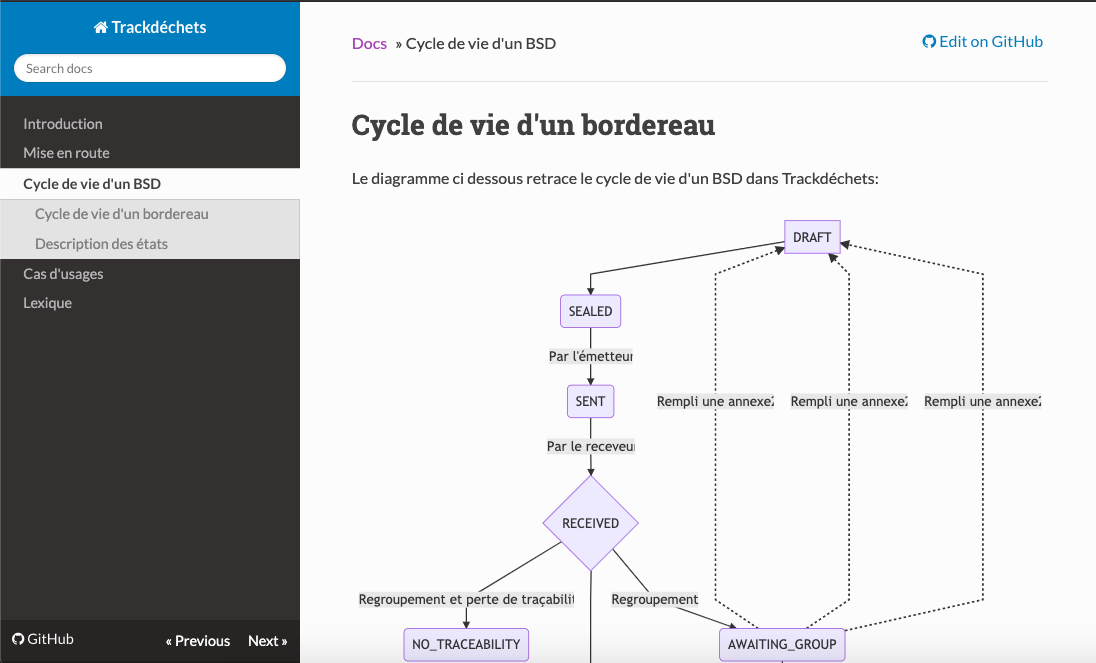 Trackdéchets
Search docs
Introduction
Mise en route
Cycle de vie d'un BSD
Cycle de vie d'un bordereau
Description des états
Cas d'usages
Lexique
GitHub
« Previous
Next »
Docs » Cycle de vie d'un BSD
Edit on GitHub
Cycle de vie d'un bordereau
Le diagramme ci dessous retrace le cycle de vie d'un BSD dans Trackdéchets:
DRAFT
SEALED
Par l'émetteur
SENT
Rempli une annexe2
Rempli une annexe2
Rempli une annexe2
Par le receveur
RECEIVED
Regroupement et perte de traçabilit
Regroupement
NO_TRACEABILITY
AWAITING_GROUP